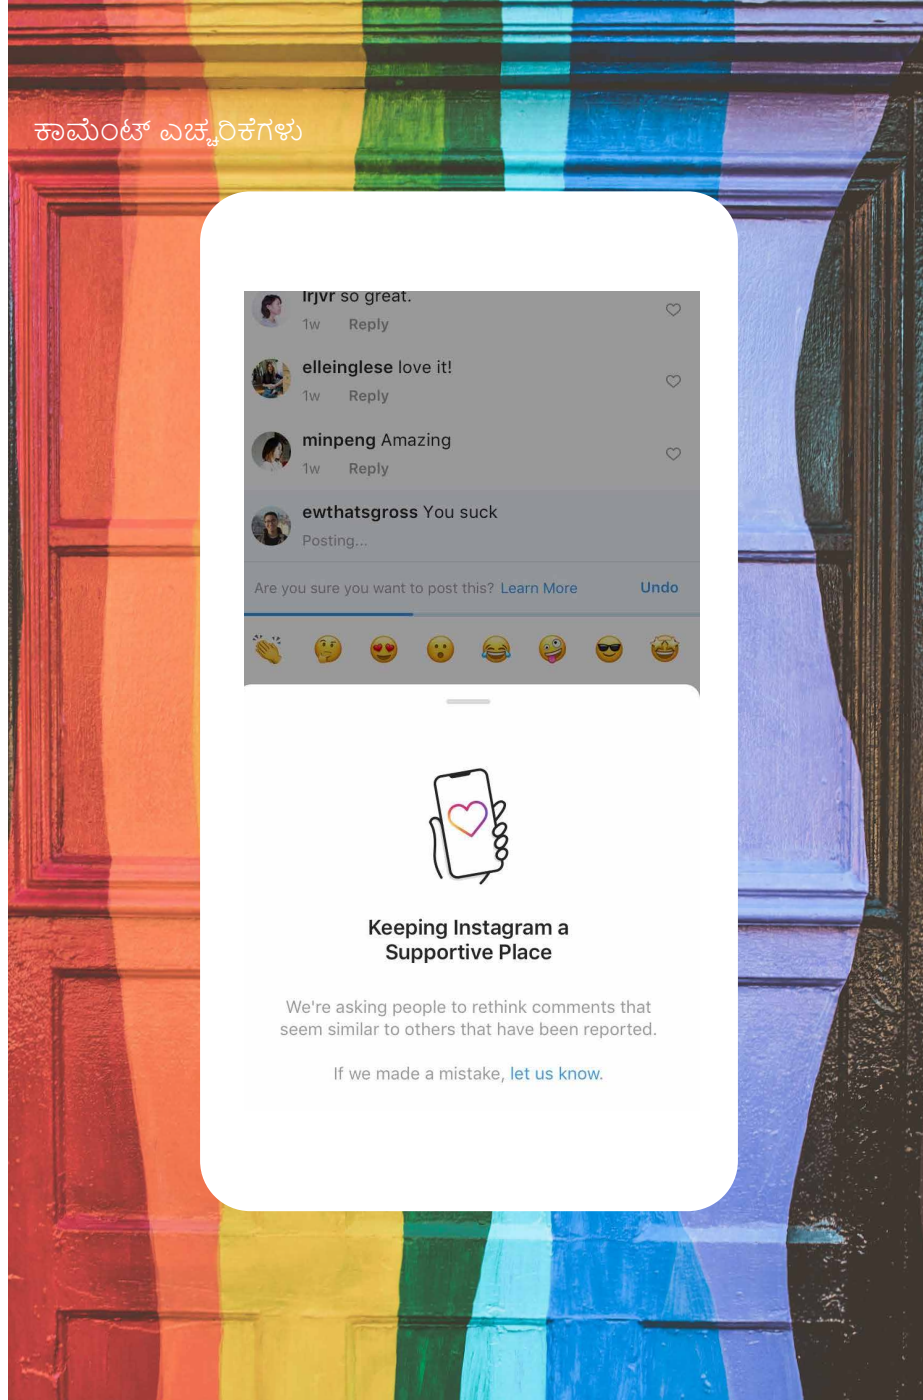 ಕಾಮೆಂಟ್ ಎಚ್ಚರಿಕೆಗಳು
lrjvr so great.
1w Reply
elleinglese love it!
1w Reply
minpeng Amazing
1w Reply
ewthatsgross You suck
Posting...
Are you sure you want to post this? Learn More Undo
Keeping Instagram a
Supportive Place
We're asking people to rethink comments that
seem similar to others that have been reported.
If we made a mistake, let us know.